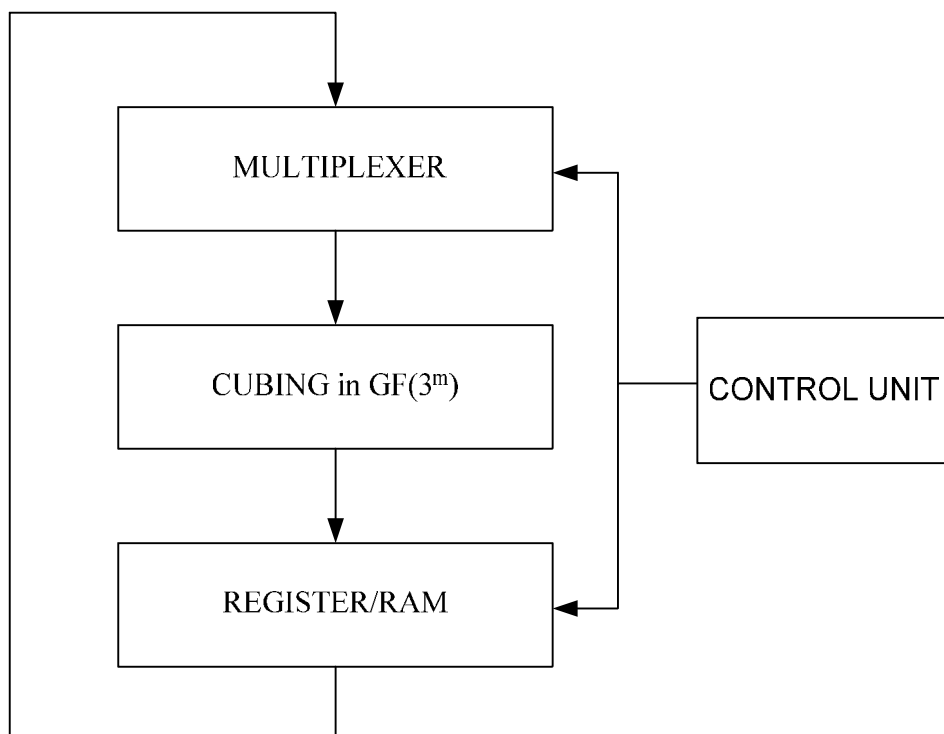 MULTIPLEXER
CUBING in GF(3ᵐ)
CONTROL UNIT
REGISTER/RAM